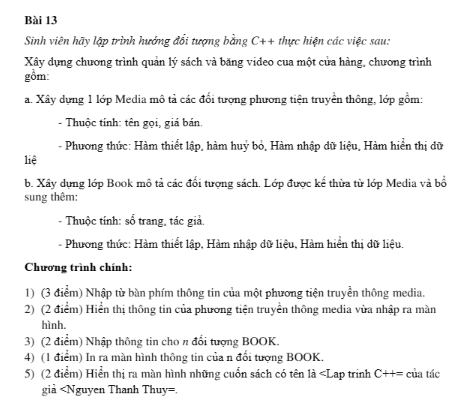 Bài 13
Sinh viên hãy lập trình hướng đối tượng bằng C++ thực hiện các việc sau:
Xây dựng chương trình quản lý sách và băng video cua một cửa hàng, chương trình
gồm:
a. Xây dựng 1 lớp Media mô tả các đối tượng phương tiện truyền thông, lớp gồm:
- Thuộc tính: tên gọi, giá bán.
- Phương thức: Hàm thiết lập, hàm huỷ bỏ, Hàm nhập dữ liệu, Hàm hiển thị dữ
liệ
b. Xây dựng lớp Book mô tả các đối tượng sách. Lớp được kế thừa từ lớp Media và bổ
sung thêm:
- Thuộc tính: số trang, tác giả.
- Phương thức: Hàm thiết lập, Hàm nhập dữ liệu, Hàm hiển thị dữ liệu.
Chương trình chính:
1) (3 điểm) Nhập từ bàn phím thông tin của một phương tiện truyền thông media.
2) (2 điểm) Hiển thị thông tin của phương tiện truyền thông media vừa nhập ra màn
hình.
3) (2 điểm) Nhập thông tin cho n đối tượng BOOK.
4) (1 điểm) In ra màn hình thông tin của n đối tượng BOOK.
5) (2 điểm) Hiển thị ra màn hình những cuốn sách có tên là <Lap trinh C++= của tác
giả <Nguyen Thanh Thuy=.